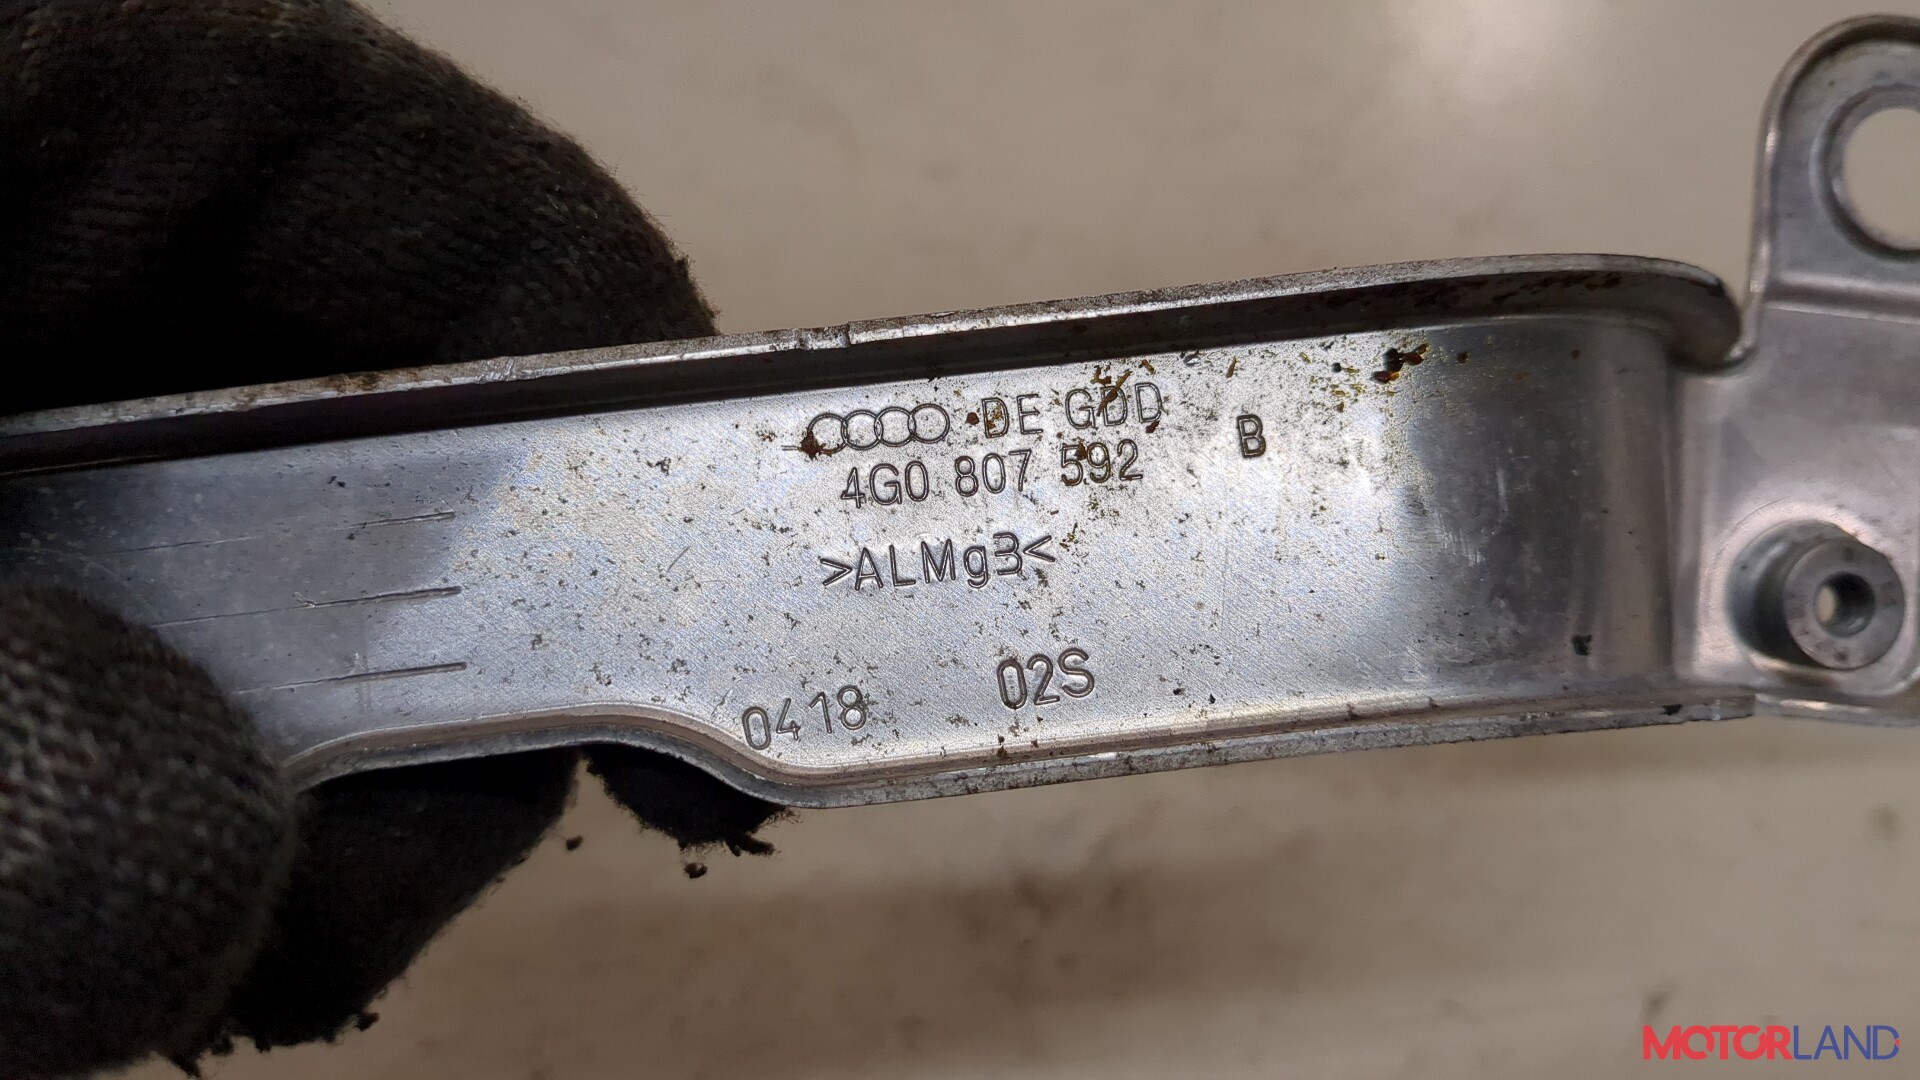 DE GDD
4G0 807 592 B
>ALMg3<
0418 02S
MOTORLAND